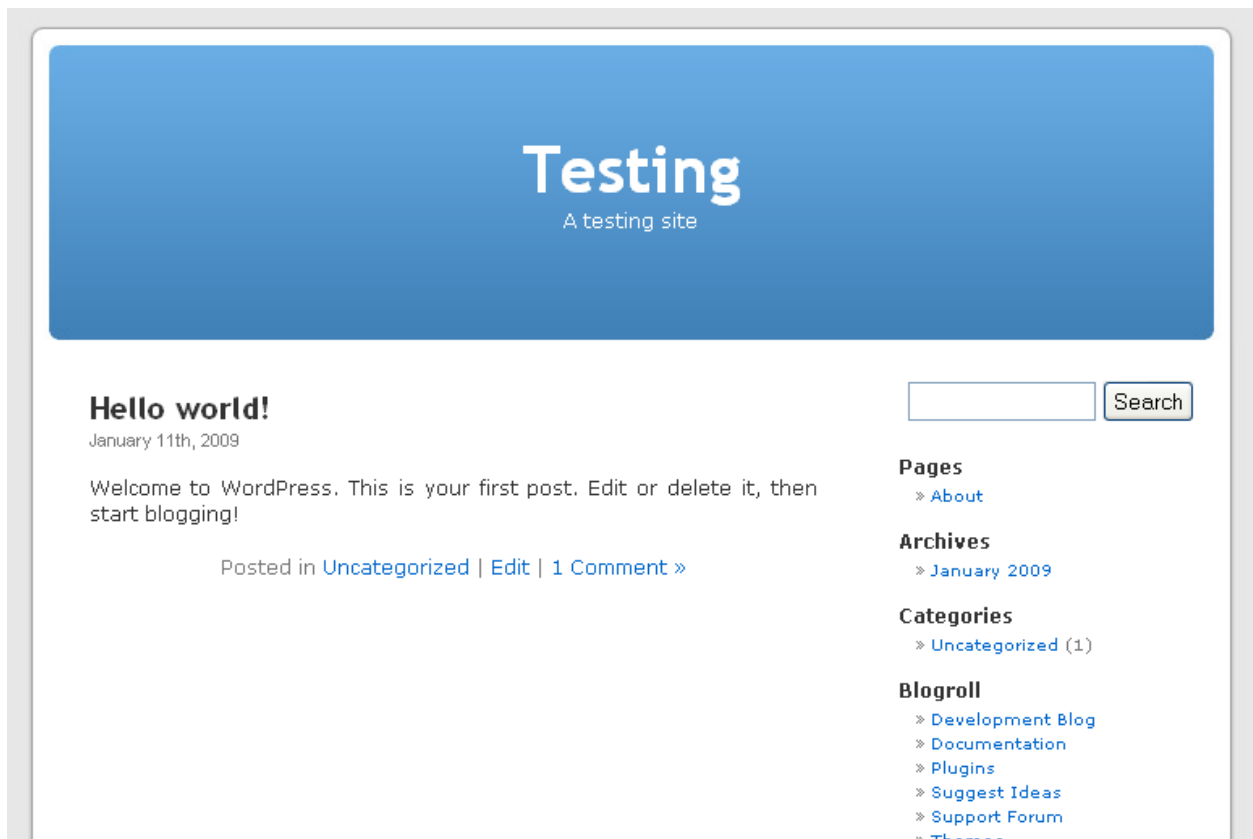 Testing
A testing site
Hello world!
January 11th, 2009
Welcome to WordPress. This is your first post. Edit or delete it, then
start blogging!
Posted in Uncategorized | Edit | 1 Comment »
Search
Pages
» About
Archives
» January 2009
Categories
» Uncategorized (1)
Blogroll
» Development Blog
» Documentation
» Plugins
» Suggest Ideas
» Support Forum
» Themes